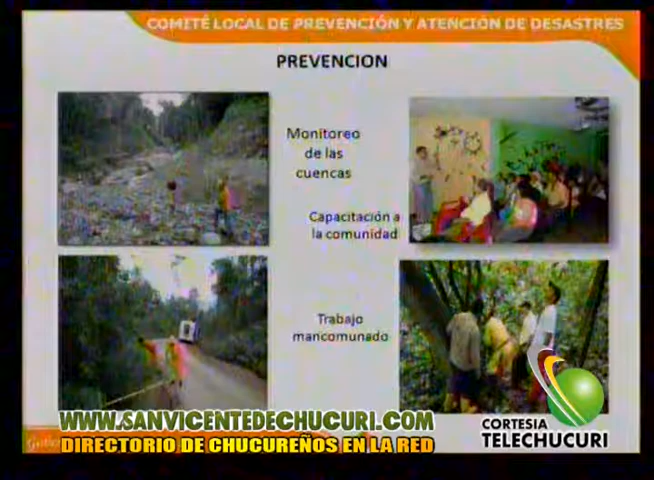 COMITÉ LOCAL DE PREVENCIÓN Y ATENCIÓN DE DESASTRES
PREVENCION
Monitoreo
de las
cuencas
Capacitación a
la comunidad
Trabajo
mancomunado
WWW.SANVICENTEDECHUCURI.COM
DIRECTORIO DE CHUCUREÑOS EN LA RED
CORTESIA
TELECHUCURI